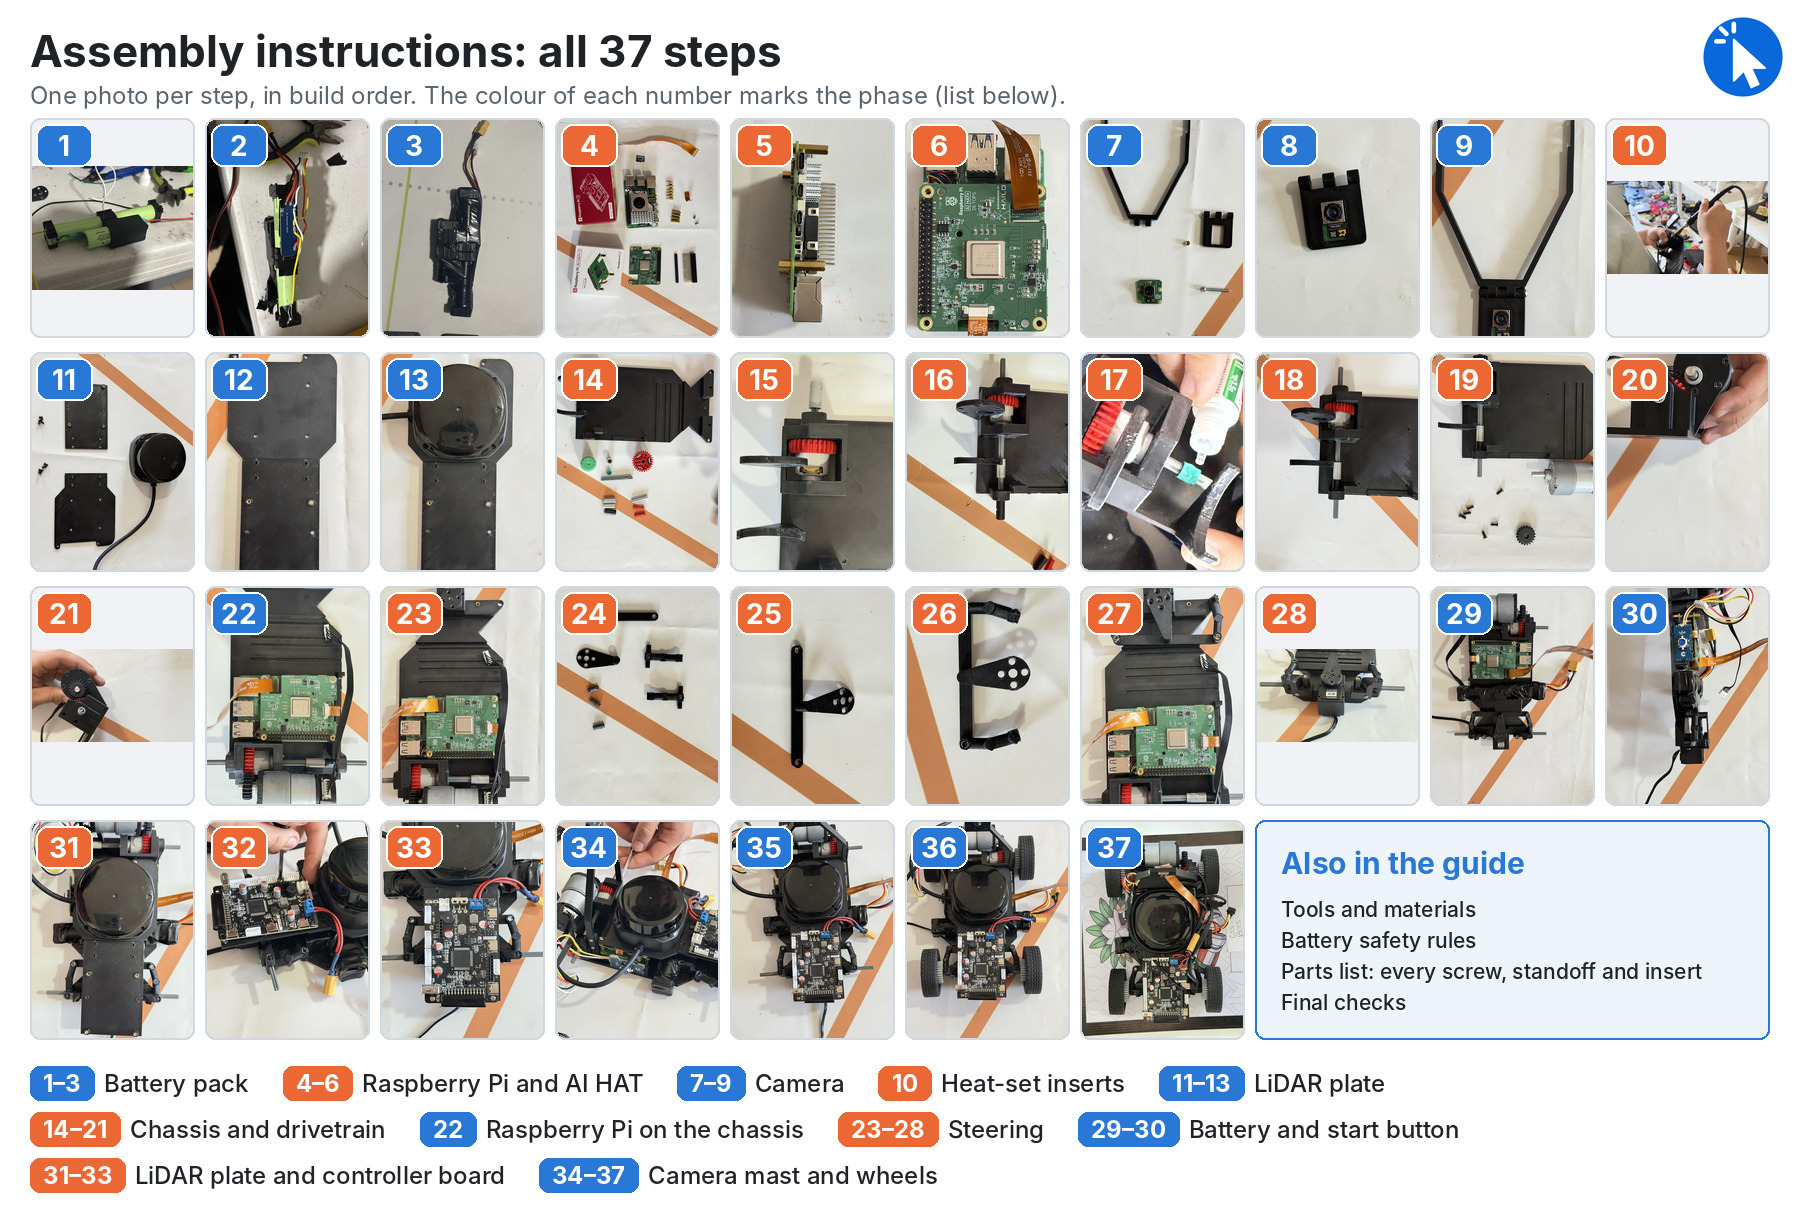 Assembly instructions: all 37 steps
One photo per step, in build order. The colour of each number marks the phase (list below).
1 2 3 4 5 6 7 8 9 10
11 12 13 14 15 16 17 18 19 20
21 22 23 24 25 26 27 28 29 30
31 32 33 34 35 36 37
Also in the guide
Tools and materials
Battery safety rules
Parts list: every screw, standoff and insert
Final checks
1–3 Battery pack 4–6 Raspberry Pi and AI HAT 7–9 Camera 10 Heat-set inserts 11–13 LiDAR plate
14–21 Chassis and drivetrain 22 Raspberry Pi on the chassis 23–28 Steering 29–30 Battery and start button
31–33 LiDAR plate and controller board 34–37 Camera mast and wheels